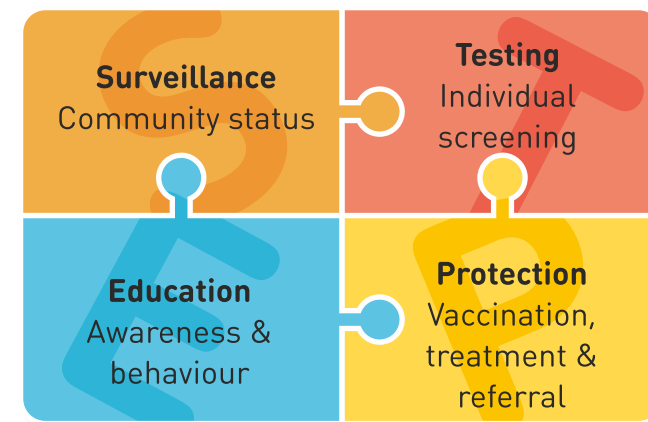 Surveillance
Community status
Testing
Individual
screening
Education
Awareness &
behaviour
Protection
Vaccination,
treatment &
referral
S
T
E
P